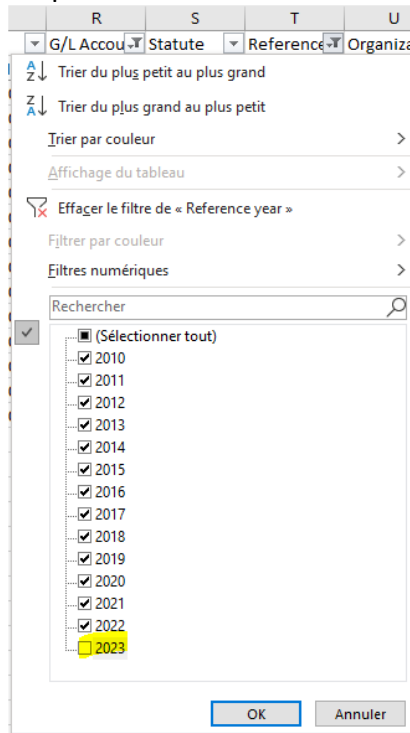 R S T U
G/L Accou Statute Reference Organiza
Trier du plus petit au plus grand
Trier du plus grand au plus petit
Trier par couleur
Affichage du tableau
Effacer le filtre de « Reference year »
Filtrer par couleur
Filtres numériques
Rechercher
(Sélectionner tout)
2010
2011
2012
2013
2014
2015
2016
2017
2018
2019
2020
2021
2022
2023
OK Annuler